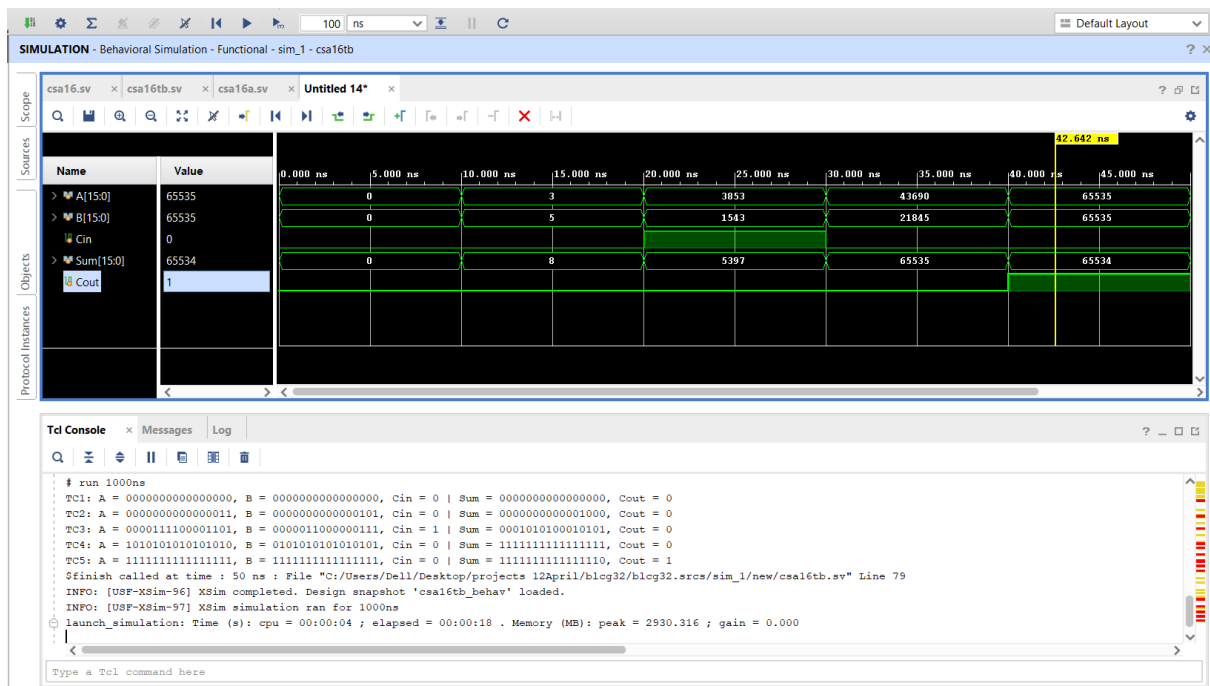 100 ns
Default Layout
SIMULATION - Behavioral Simulation - Functional - sim_1 - csa16tb
?
Scope
Sources
Objects
Protocol Instances
csa16.sv csa16tb.sv csa16a.sv Untitled 14*
42.642 ns
Name Value
0.000 ns 5.000 ns 10.000 ns 15.000 ns 20.000 ns 25.000 ns 30.000 ns 35.000 ns 40.000 ns 45.000 ns
A[15:0] 65535 0 3 3853 43690 65535
B[15:0] 65535 0 5 1543 21845 65535
Cin 0
Sum[15:0] 65534 0 8 5397 65535 65534
Cout 1
Tcl Console Messages Log
# run 1000ns
TC1: A = 0000000000000000, B = 0000000000000000, Cin = 0 | Sum = 0000000000000000, Cout = 0
TC2: A = 0000000000000011, B = 0000000000000101, Cin = 0 | Sum = 0000000000001000, Cout = 0
TC3: A = 0000111100001101, B = 0000011000000111, Cin = 1 | Sum = 0001010100010101, Cout = 0
TC4: A = 1010101010101010, B = 0101010101010101, Cin = 0 | Sum = 1111111111111111, Cout = 0
TC5: A = 1111111111111111, B = 1111111111111111, Cin = 0 | Sum = 1111111111111110, Cout = 1
$finish called at time : 50 ns : File "C:/Users/Dell/Desktop/projects 12April/blcg32/blcg32.srcs/sim_1/new/csa16tb.sv" Line 79
INFO: [USF-XSim-96] XSim completed. Design snapshot 'csa16tb_behav' loaded.
INFO: [USF-XSim-97] XSim simulation ran for 1000ns
launch_simulation: Time (s): cpu = 00:00:04 ; elapsed = 00:00:18 . Memory (MB): peak = 2930.316 ; gain = 0.000
Type a Tcl command here